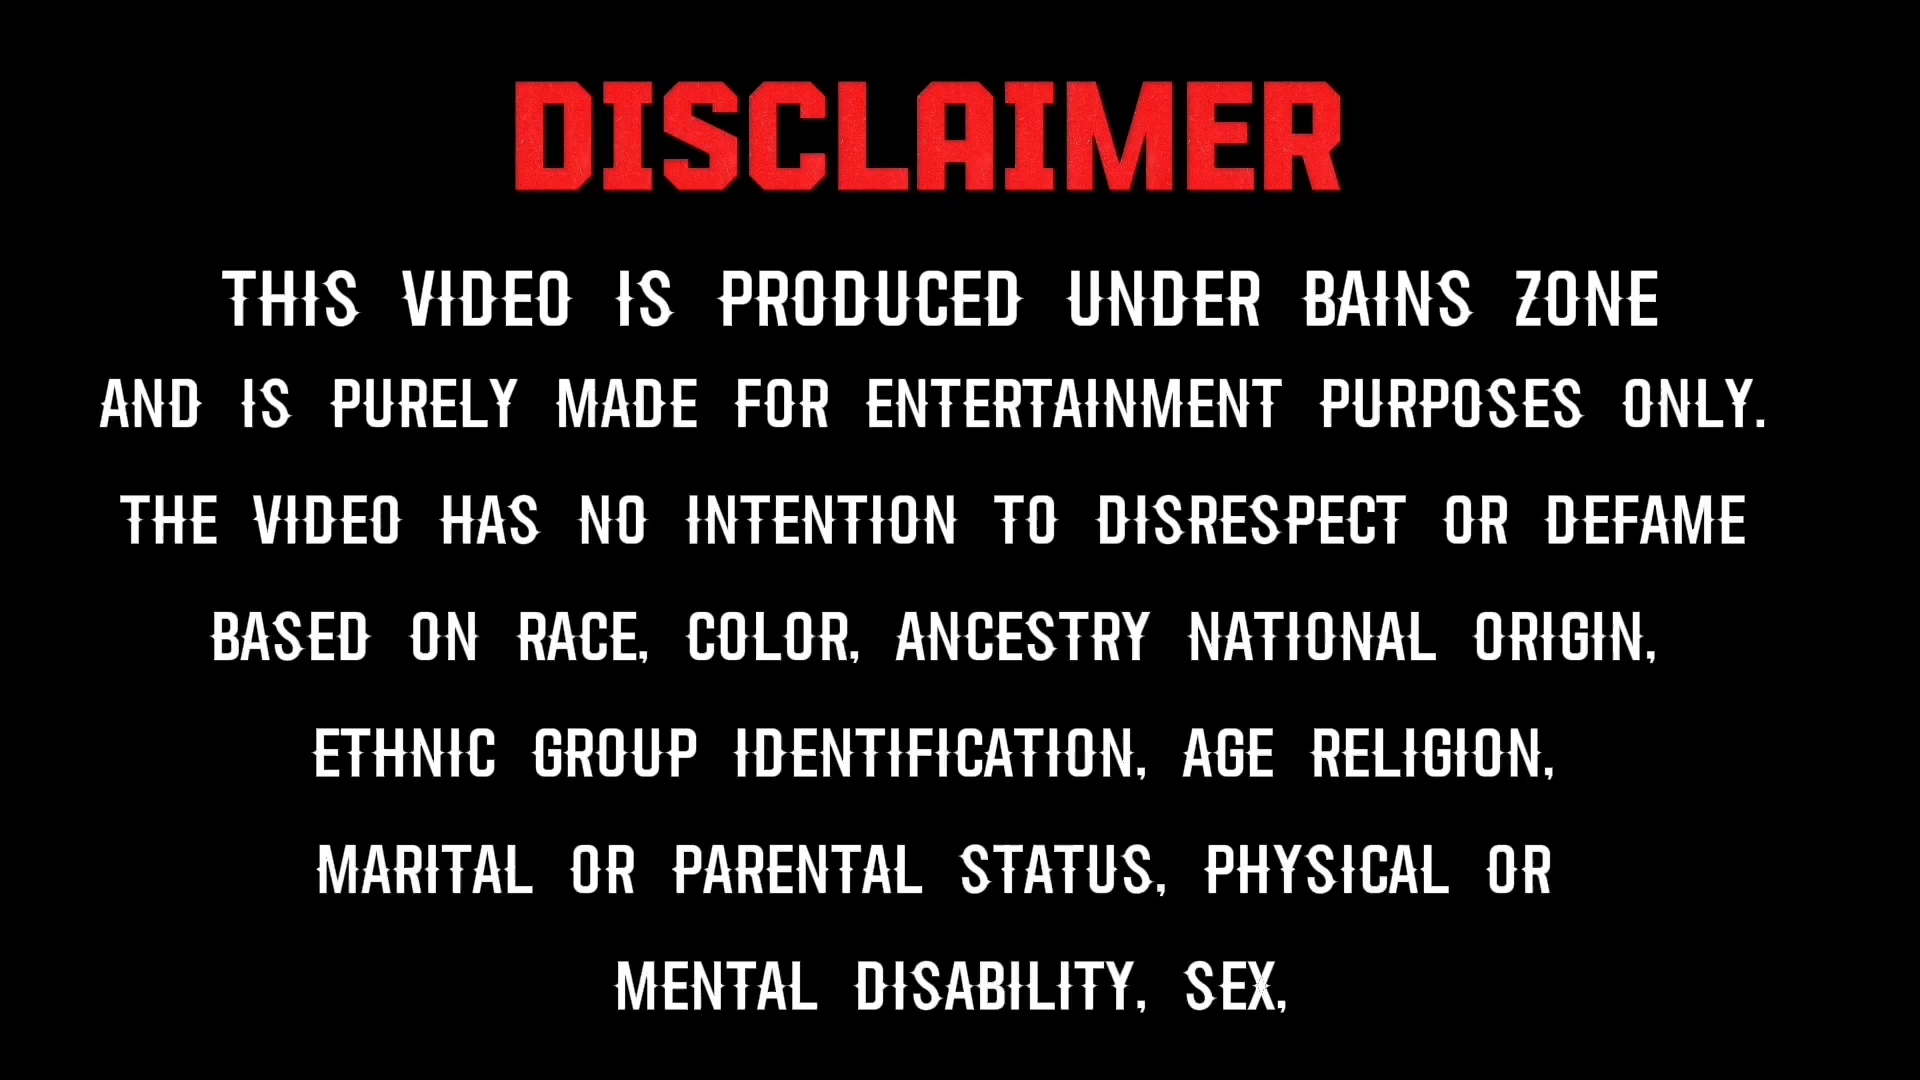 DISCLAIMER
THIS VIDEO IS PRODUCED UNDER BAINS ZONE
AND IS PURELY MADE FOR ENTERTAINMENT PURPOSES ONLY.
THE VIDEO HAS NO INTENTION TO DISRESPECT OR DEFAME
BASED ON RACE, COLOR, ANCESTRY NATIONAL ORIGIN,
ETHNIC GROUP IDENTIFICATION, AGE RELIGION,
MARITAL OR PARENTAL STATUS, PHYSICAL OR
MENTAL DISABILITY, SEX,